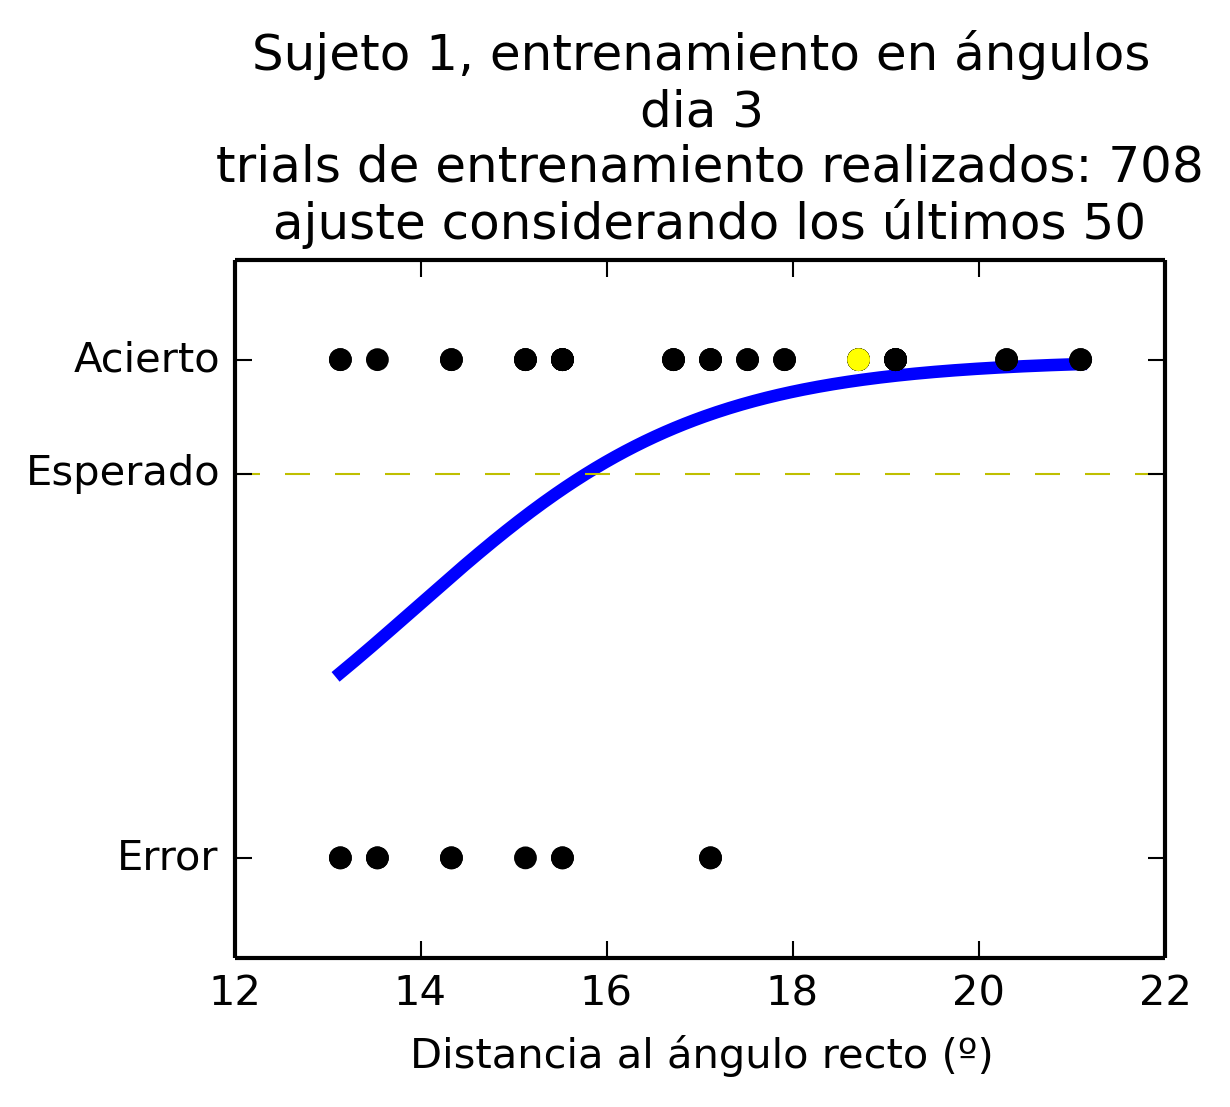 Sujeto 1, entrenamiento en ángulos
dia 3
trials de entrenamiento realizados: 708
ajuste considerando los últimos 50
Acierto
Esperado
Error
12 14 16 18 20 22
Distancia al ángulo recto (º)